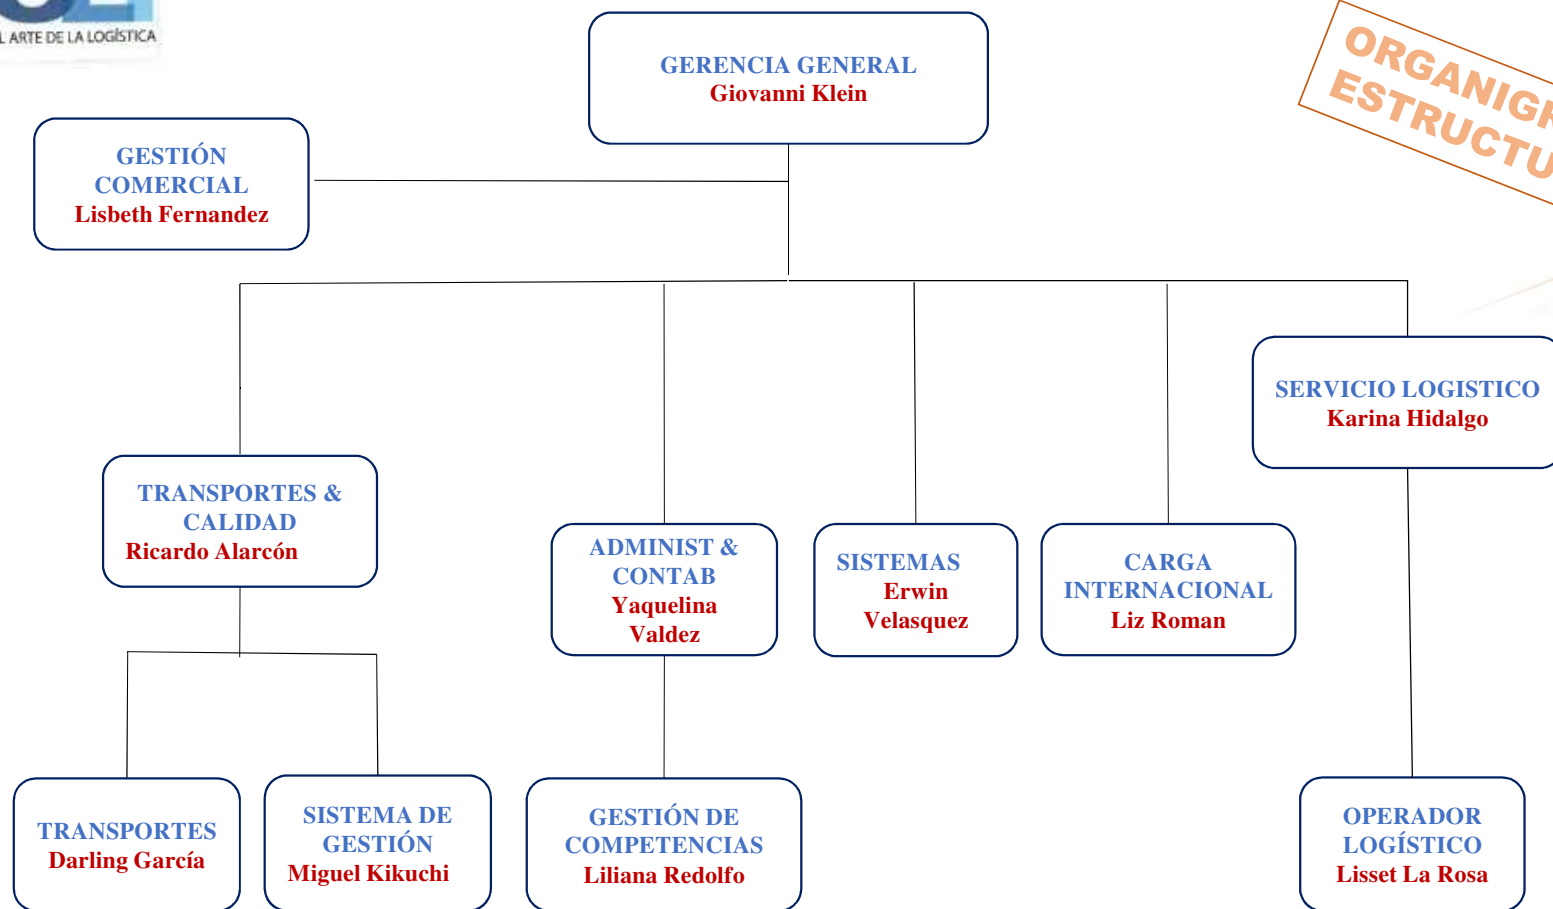 ARTE DE LA LOGÍSTICA
GERENCIA GENERAL
Giovanni Klein
GESTIÓN
COMERCIAL
Lisbeth Fernandez
SERVICIO LOGISTICO
Karina Hidalgo
TRANSPORTES &
CALIDAD
Ricardo Alarcón
ADMINIST &
CONTAB
Yaquelina
Valdez
SISTEMAS
Erwin
Velasquez
CARGA
INTERNACIONAL
Liz Roman
TRANSPORTES
Darling García
SISTEMA DE
GESTIÓN
Miguel Kikuchi
GESTIÓN DE
COMPETENCIAS
Liliana Redolfo
OPERADOR
LOGÍSTICO
Lisset La Rosa